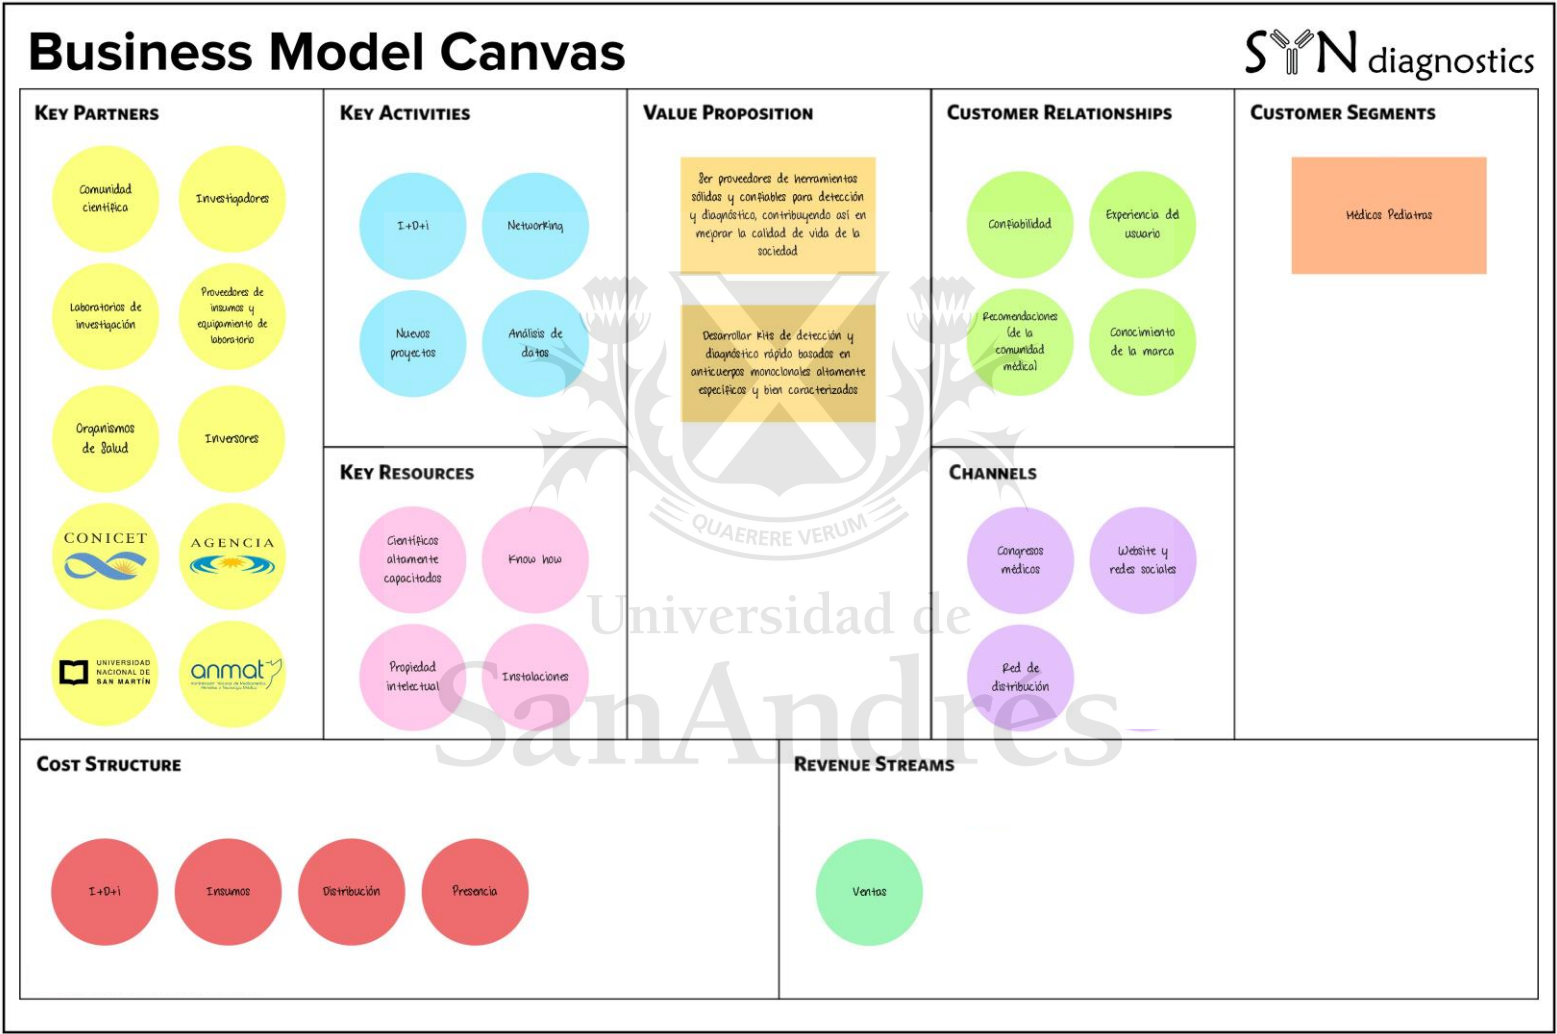 Business Model Canvas
SYN diagnostics
KEY PARTNERS
Comunidad
científica
Investigadores
Laboratorios de
investigación
Proveedores de
insumos y
equipamiento de
laboratorio
Organismos
de Salud
Inversores
CONICET
AGENCIA
UNIVERSIDAD
NACIONAL DE
SAN MARTÍN
anmat
KEY ACTIVITIES
I+D+i
Networking
Nuevos
proyectos
Análisis de
datos
KEY RESOURCES
Científicos
altamente
capacitados
Know how
Propiedad
intelectual
Instalaciones
VALUE PROPOSITION
Ser proveedores de herramientas
sólidas y confiables para detección
y diagnóstico, contribuyendo así en
mejorar la calidad de vida de la
sociedad
Desarrollar kits de detección y
diagnóstico rápido basados en
anticuerpos monoclonales altamente
específicos y bien caracterizados
CUSTOMER RELATIONSHIPS
Confiabilidad
Experiencia del
usuario
Recomendaciones
(de la
comunidad
médica)
Conocimiento
de la marca
CHANNELS
Congresos
médicos
Website y
redes sociales
Red de
distribución
CUSTOMER SEGMENTS
Médicos Pediatras
QUAERERE VERUM
Universidad de
SanAndrés
COST STRUCTURE
I+D+i
Insumos
Distribución
Presencia
REVENUE STREAMS
Ventas